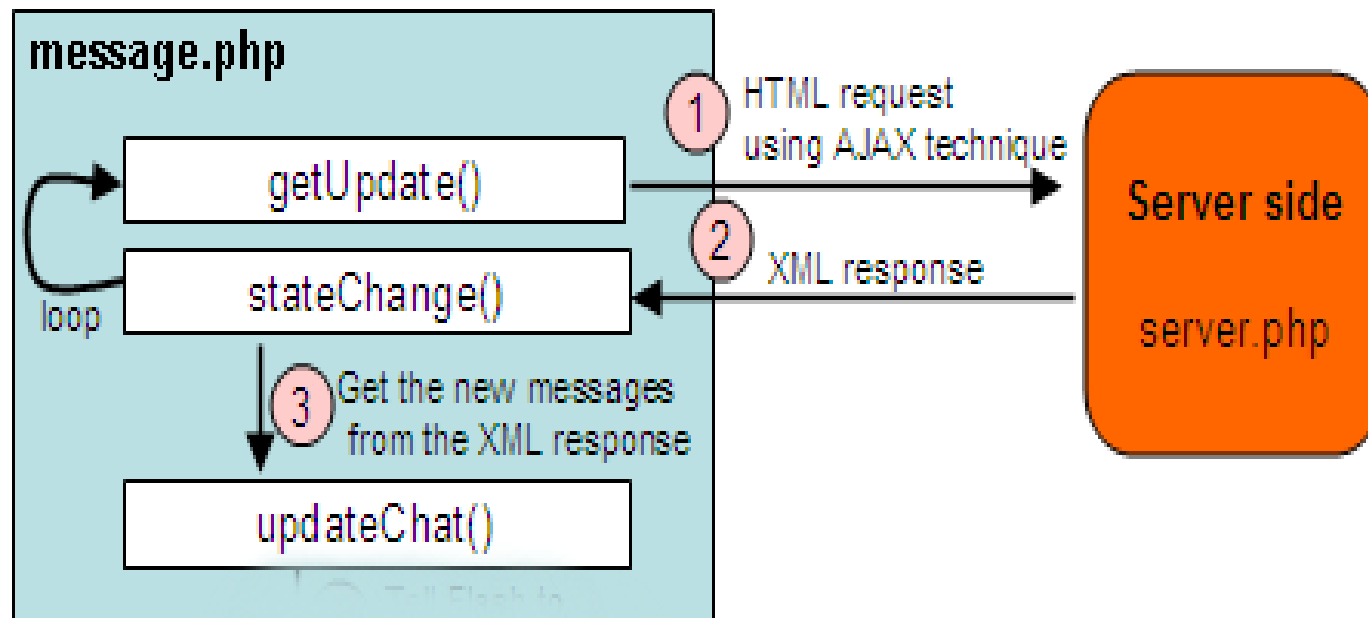 message.php
1
HTML request
using AJAX technique
getUpdate()
2
XML response
stateChange()
loop
Server side
server.php
3
Get the new messages
from the XML response
updateChat()